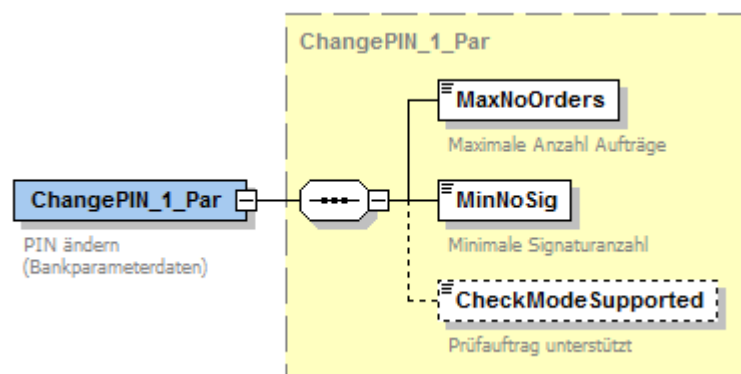 ChangePIN_1_Par
MaxNoOrders
Maximale Anzahl Aufträge
ChangePIN_1_Par
PIN ändern
(Bankparameterdaten)
MinNoSig
Minimale Signaturanzahl
CheckModeSupported
Prüfauftrag unterstützt